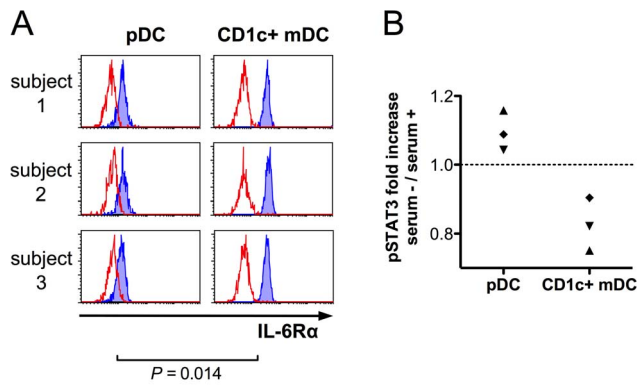 A
pDC
CD1c+ mDC
subject
1
subject
2
subject
3
IL-6Rα
P = 0.014
B
pSTAT3 fold increase
serum - / serum +
1.2
1.0
0.8
pDC
CD1c+ mDC